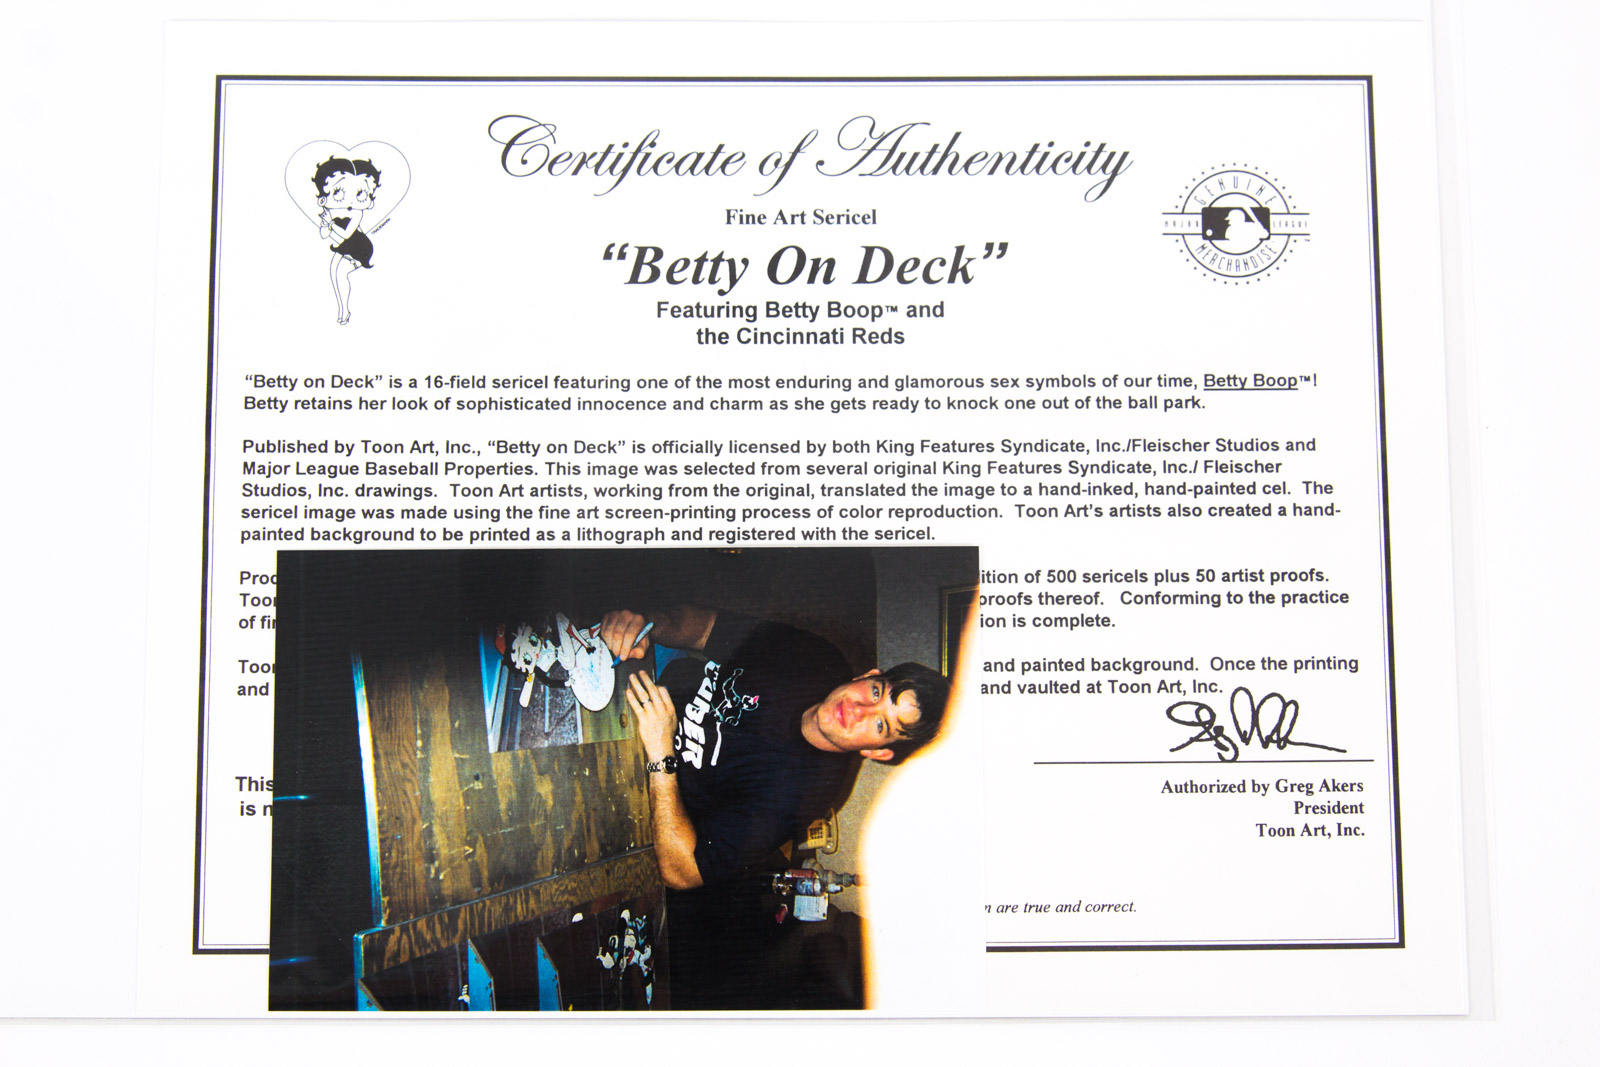 Certificate of Authenticity
Fine Art Sericel
“Betty On Deck”
Featuring Betty Boop™ and
the Cincinnati Reds
GENUINE
MAJOR LEAGUE
MERCHANDISE
“Betty on Deck” is a 16-field sericel featuring one of the most enduring and glamorous sex symbols of our time, Betty Boop™!
Betty retains her look of sophisticated innocence and charm as she gets ready to knock one out of the ball park.
Published by Toon Art, Inc., “Betty on Deck” is officially licensed by both King Features Syndicate, Inc./Fleischer Studios and
Major League Baseball Properties. This image was selected from several original King Features Syndicate, Inc./ Fleischer
Studios, Inc. drawings. Toon Art artists, working from the original, translated the image to a hand-inked, hand-painted cel. The
sericel image was made using the fine art screen-printing process of color reproduction. Toon Art’s artists also created a hand-
painted background to be printed as a lithograph and registered with the sericel.
ition of 500 sericels plus 50 artist proofs.
proofs thereof. Conforming to the practice
of ion is complete.
and painted background. Once the printing
and and vaulted at Toon Art, Inc.
This
is
Authorized by Greg Akers
President
Toon Art, Inc.
are true and correct.